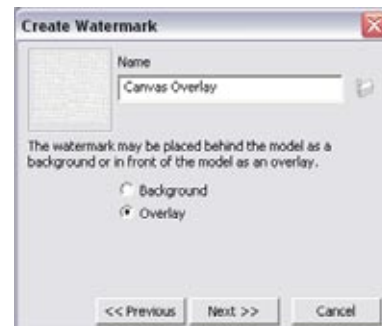 Create Watermark
Name
Canvas Overlay
The watermark may be placed behind the model as a
background or in front of the model as an overlay.
Background
Overlay
<< Previous
Next >>
Cancel